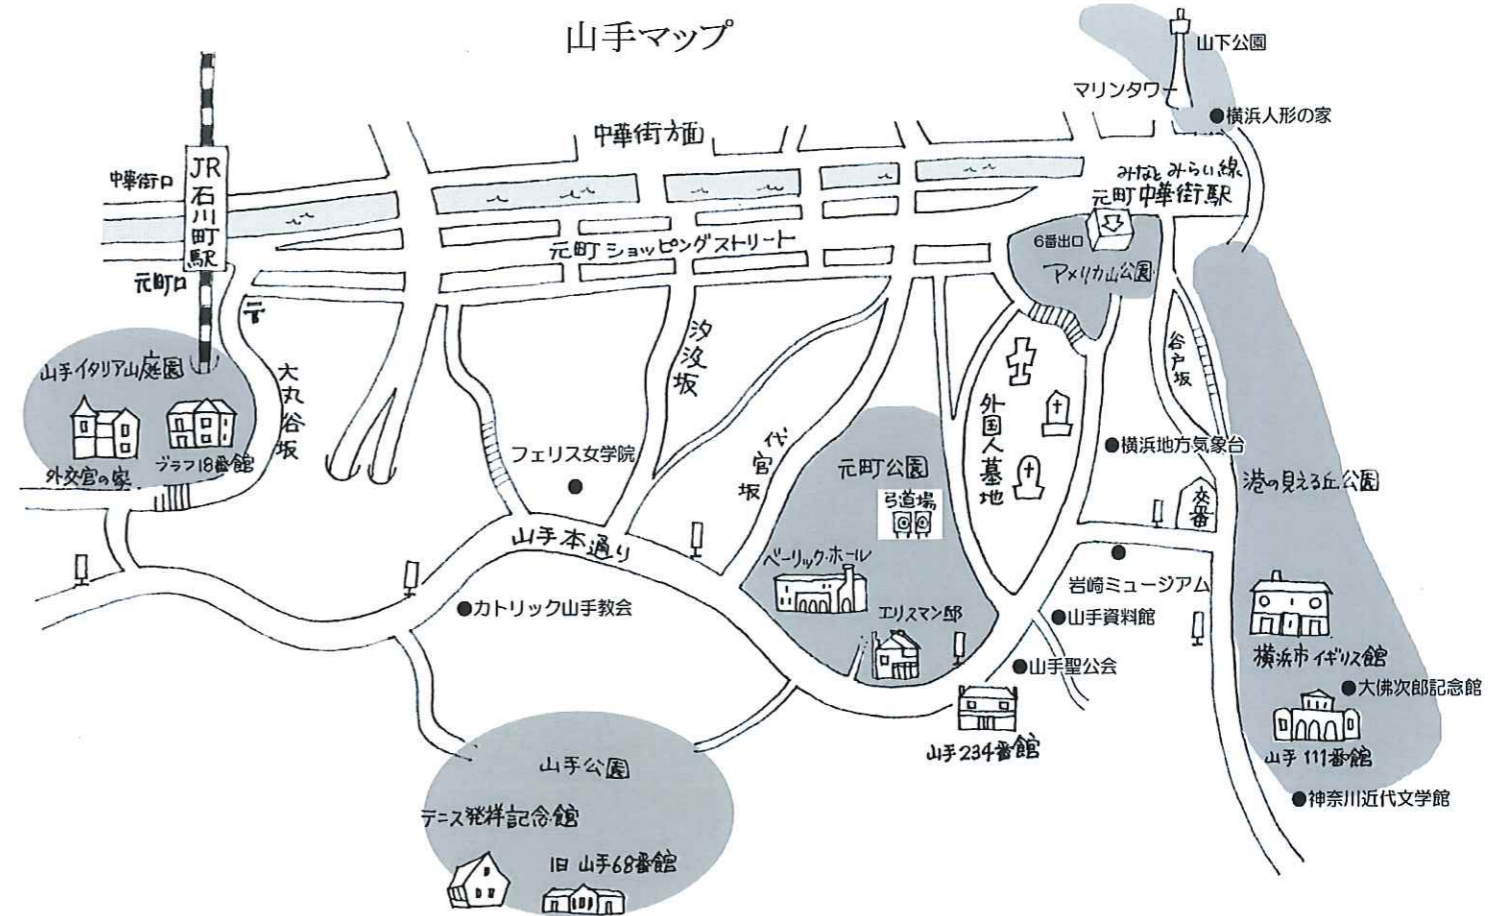 山手マップ
山下公園
マリンタワー
横浜人形の家
中華街方面
中華街口
JR石川町駅
元町口
みなとみらい線
元町中華街駅
6番出口
アメリカ山公園
元町ショッピングストリート
〒
山手イタリア山庭園
外交官の家
ブラフ18番館
大丸谷坂
汐汲坂
谷戸坂
フェリス女学院
代官坂
元町公園
弓道場
外国人墓地
横浜地方気象台
港の見える丘公園
交番
山手本通り
ベーリック・ホール
エリスマン邸
岩崎ミュージアム
カトリック山手教会
山手資料館
山手聖公会
横浜市イギリス館
大佛次郎記念館
山手234番館
山手111番館
神奈川近代文学館
山手公園
テニス発祥記念館
旧山手68番館